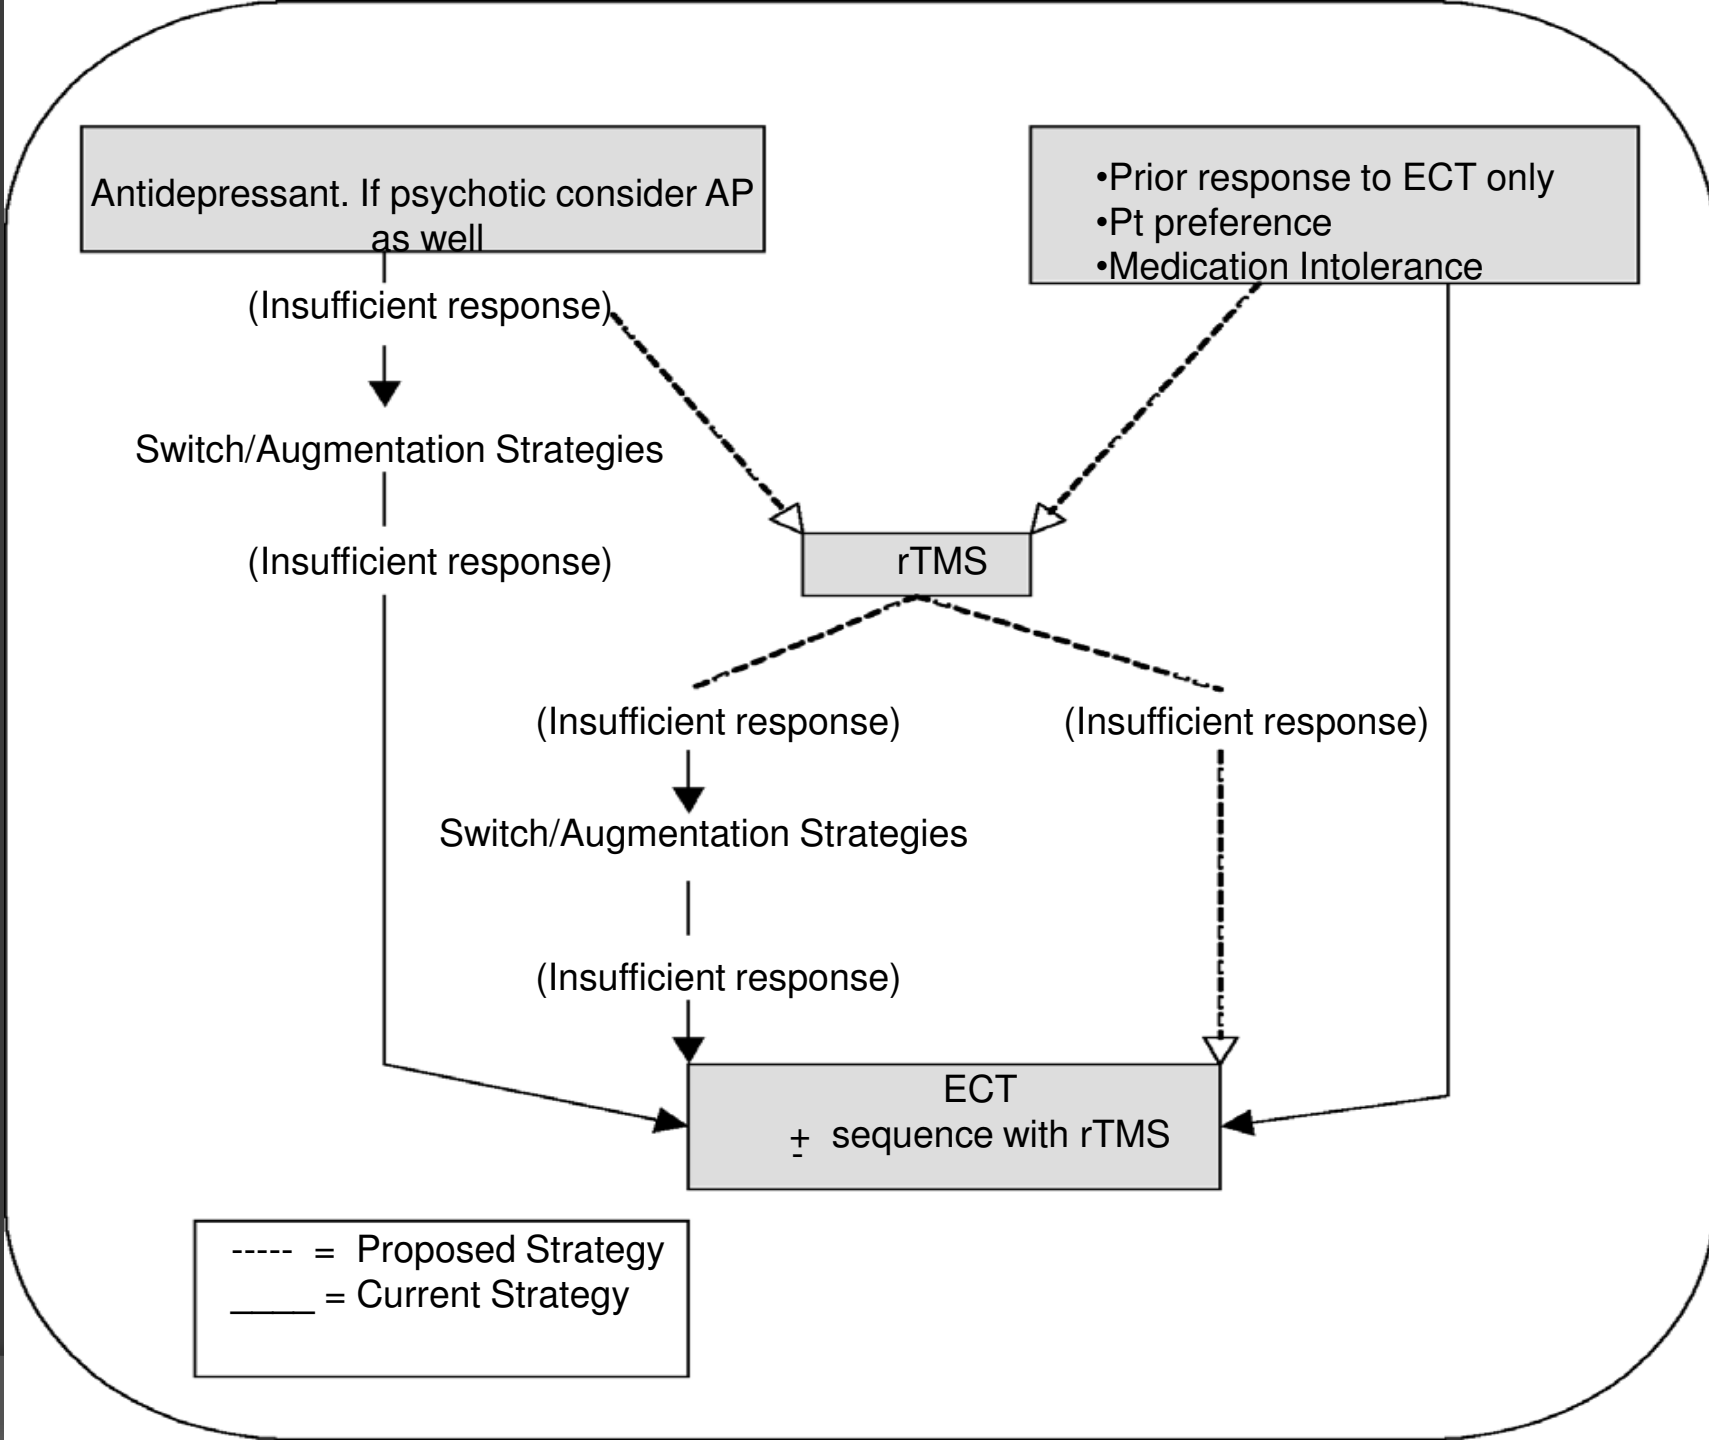 Antidepressant. If psychotic consider AP
as well
•Prior response to ECT only
•Pt preference
•Medication Intolerance
(Insufficient response)
Switch/Augmentation Strategies
(Insufficient response)
rTMS
(Insufficient response)
(Insufficient response)
Switch/Augmentation Strategies
(Insufficient response)
ECT
+
- sequence with rTMS
----- = Proposed Strategy
____ = Current Strategy